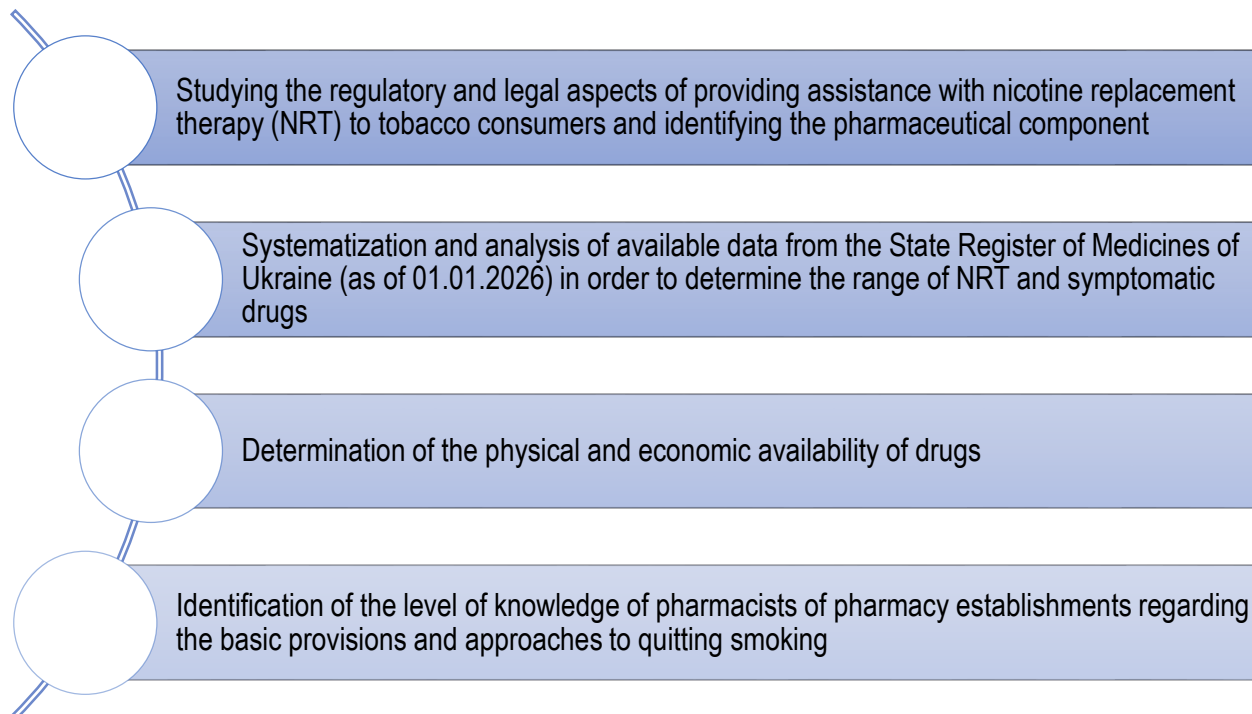 Studying the regulatory and legal aspects of providing assistance with nicotine replacement
therapy (NRT) to tobacco consumers and identifying the pharmaceutical component
Systematization and analysis of available data from the State Register of Medicines of
Ukraine (as of 01.01.2026) in order to determine the range of NRT and symptomatic
drugs
Determination of the physical and economic availability of drugs
Identification of the level of knowledge of pharmacists of pharmacy establishments regarding
the basic provisions and approaches to quitting smoking